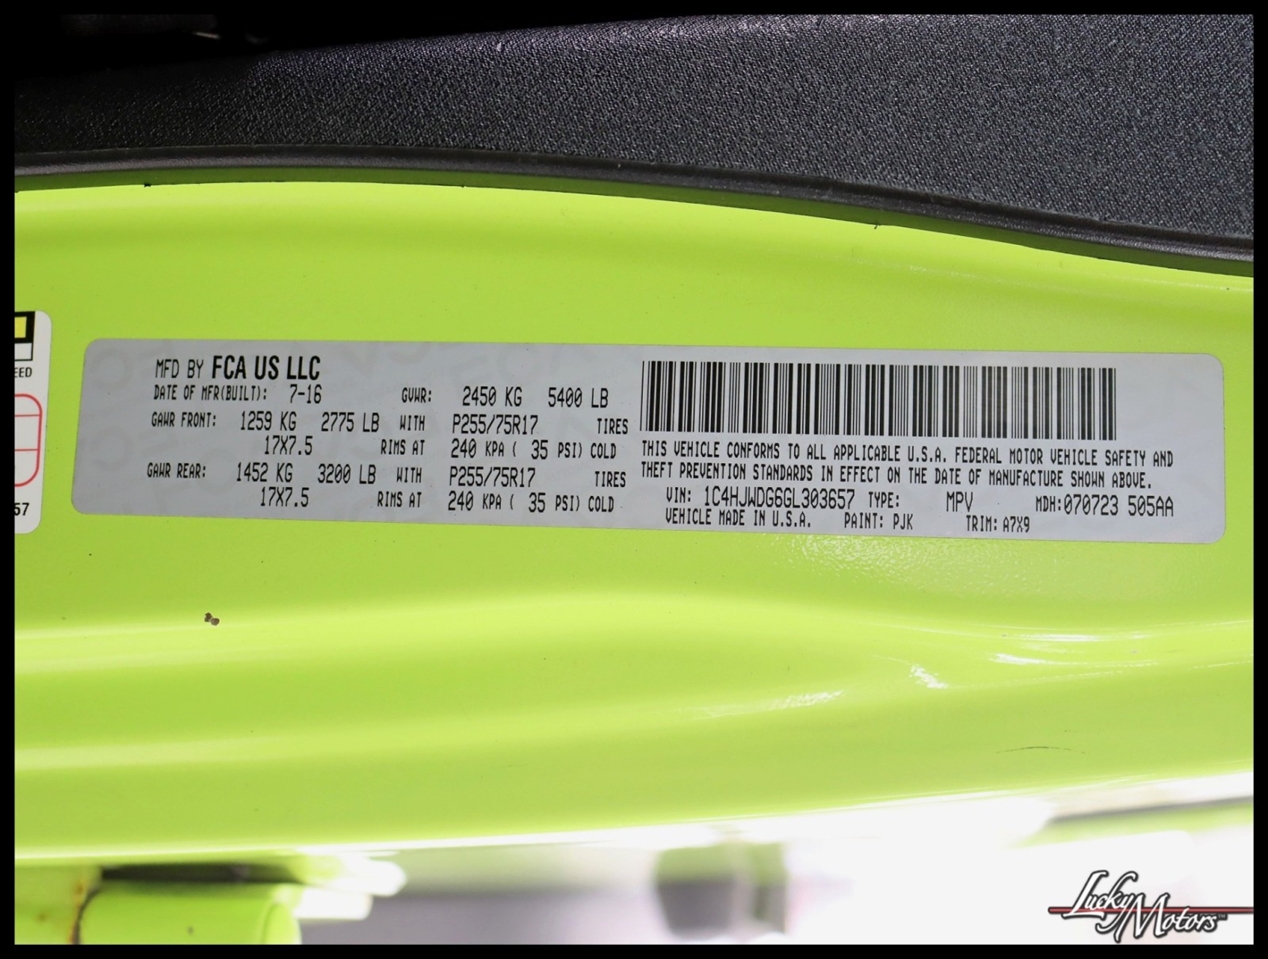 EED
57
MFD BY FCA US LLC
DATE OF MFR(BUILT): 7-16 GVWR: 2450 KG 5400 LB
GAWR FRONT: 1259 KG 2775 LB WITH P255/75R17 TIRES
17X7.5 RIMS AT 240 KPA ( 35 PSI) COLD
GAWR REAR: 1452 KG 3200 LB WITH P255/75R17 TIRES
17X7.5 RIMS AT 240 KPA ( 35 PSI) COLD
THIS VEHICLE CONFORMS TO ALL APPLICABLE U.S.A. FEDERAL MOTOR VEHICLE SAFETY AND
THEFT PREVENTION STANDARDS IN EFFECT ON THE DATE OF MANUFACTURE SHOWN ABOVE.
VIN: 1C4HJWDG6GL303657 TYPE: MPV MDH:070723 505AA
VEHICLE MADE IN U.S.A. PAINT: PJK TRIM: A7X9
Lucky
Motors